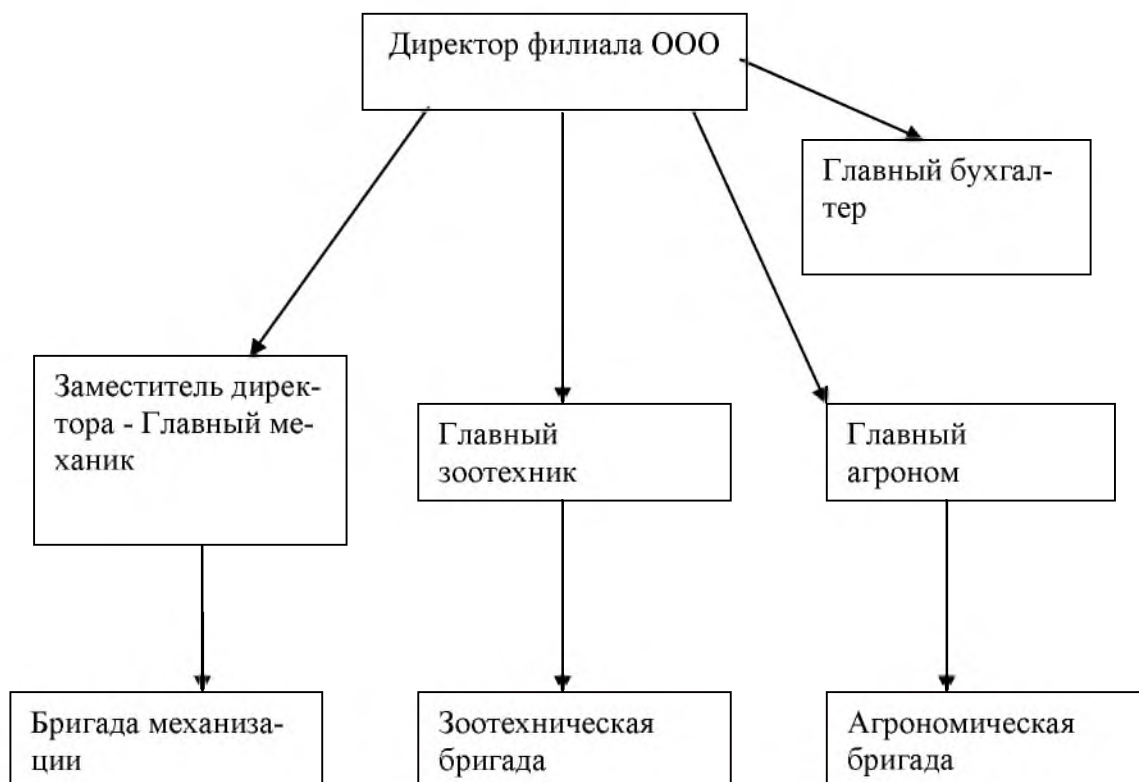 Директор филиала ООО
Главный бухгал-
тер
Заместитель дирек-
тора - Главный ме-
ханик
Главный
зоотехник
Главный
агроном
Бригада механиза-
ции
Зоотехническая
бригада
Агрономическая
бригада